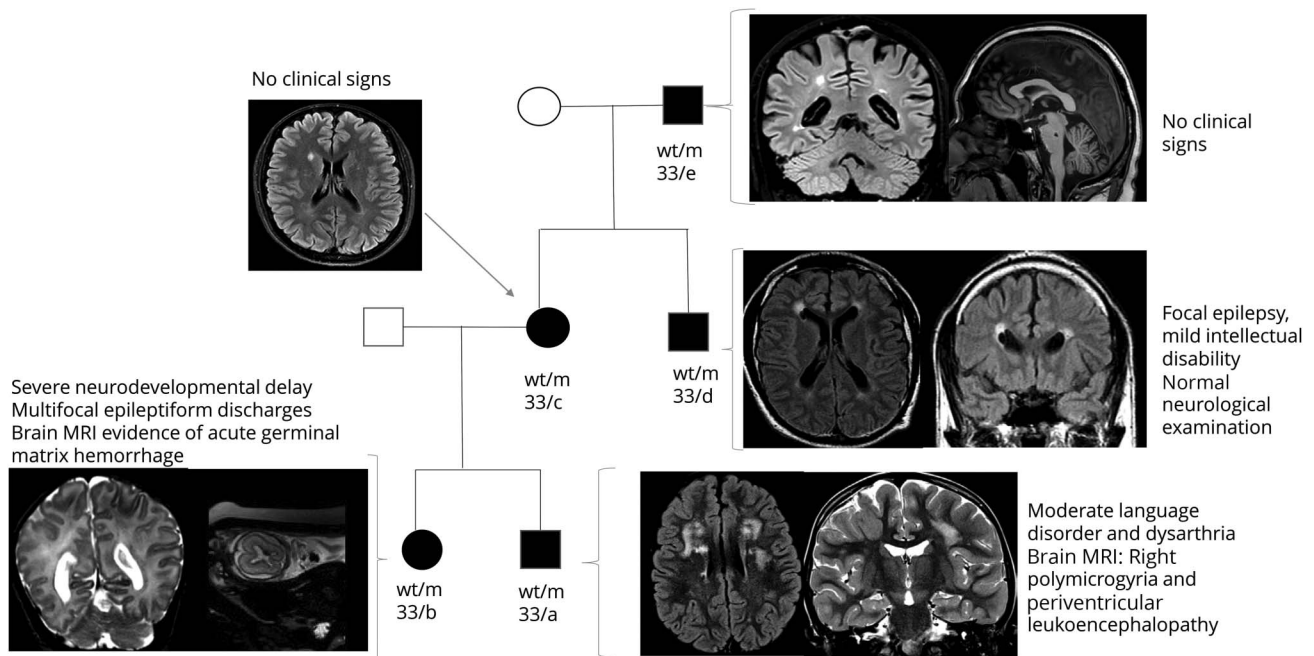 No clinical signs
wt/m
33/e
No clinical
signs
wt/m
33/c
wt/m
33/d
Focal epilepsy,
mild intellectual
disability
Normal
neurological
examination
Severe neurodevelopmental delay
Multifocal epileptiform discharges
Brain MRI evidence of acute germinal
matrix hemorrhage
wt/m
33/b
wt/m
33/a
Moderate language
disorder and dysarthria
Brain MRI: Right
polymicrogyria and
periventricular
leukoencephalopathy